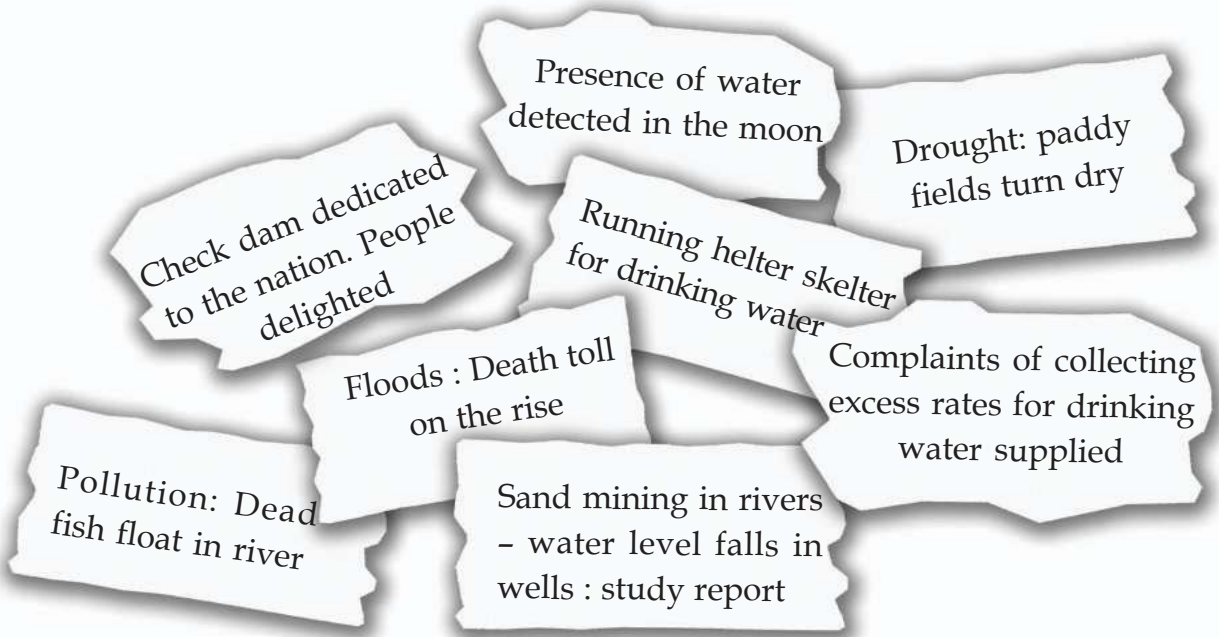 Presence of water
detected in the moon
Drought: paddy
fields turn dry
Check dam dedicated
to the nation. People
delighted
Running helter skelter
for drinking water
Floods : Death toll
on the rise
Complaints of collecting
excess rates for drinking
water supplied
Pollution: Dead
fish float in river
Sand mining in rivers
– water level falls in
wells : study report